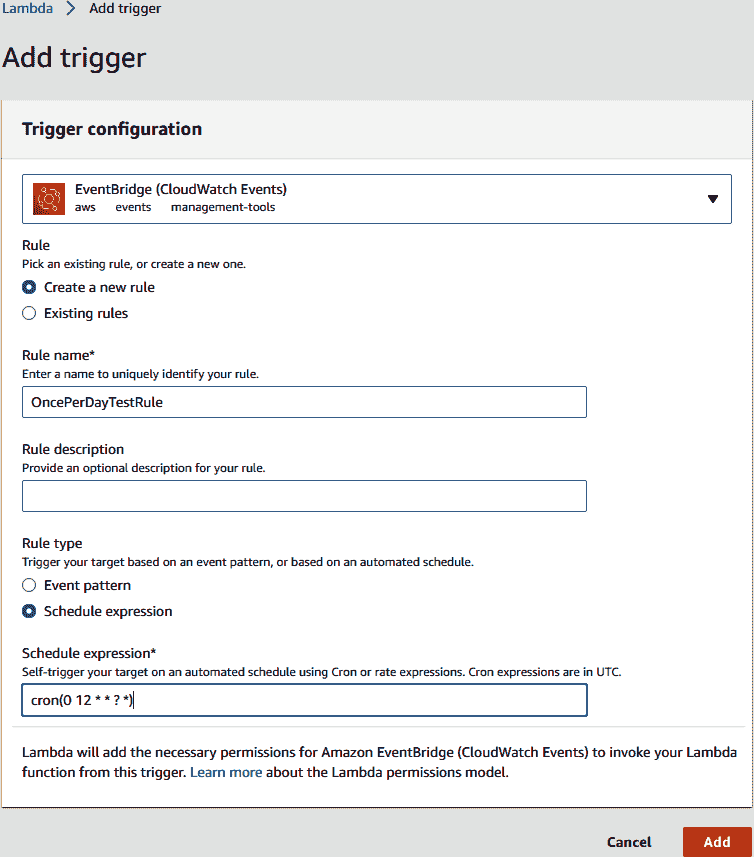 Lambda > Add trigger
Add trigger
Trigger configuration
EventBridge (CloudWatch Events)
aws events management-tools
Rule
Pick an existing rule, or create a new one.
Create a new rule
Existing rules
Rule name*
Enter a name to uniquely identify your rule.
OncePerDayTestRule
Rule description
Provide an optional description for your rule.
Rule type
Trigger your target based on an event pattern, or based on an automated schedule.
Event pattern
Schedule expression
Schedule expression*
Self-trigger your target on an automated schedule using Cron or rate expressions. Cron expressions are in UTC.
cron(0 12 * * ? *)
Lambda will add the necessary permissions for Amazon EventBridge (CloudWatch Events) to invoke your Lambda
function from this trigger. Learn more about the Lambda permissions model.
Cancel Add